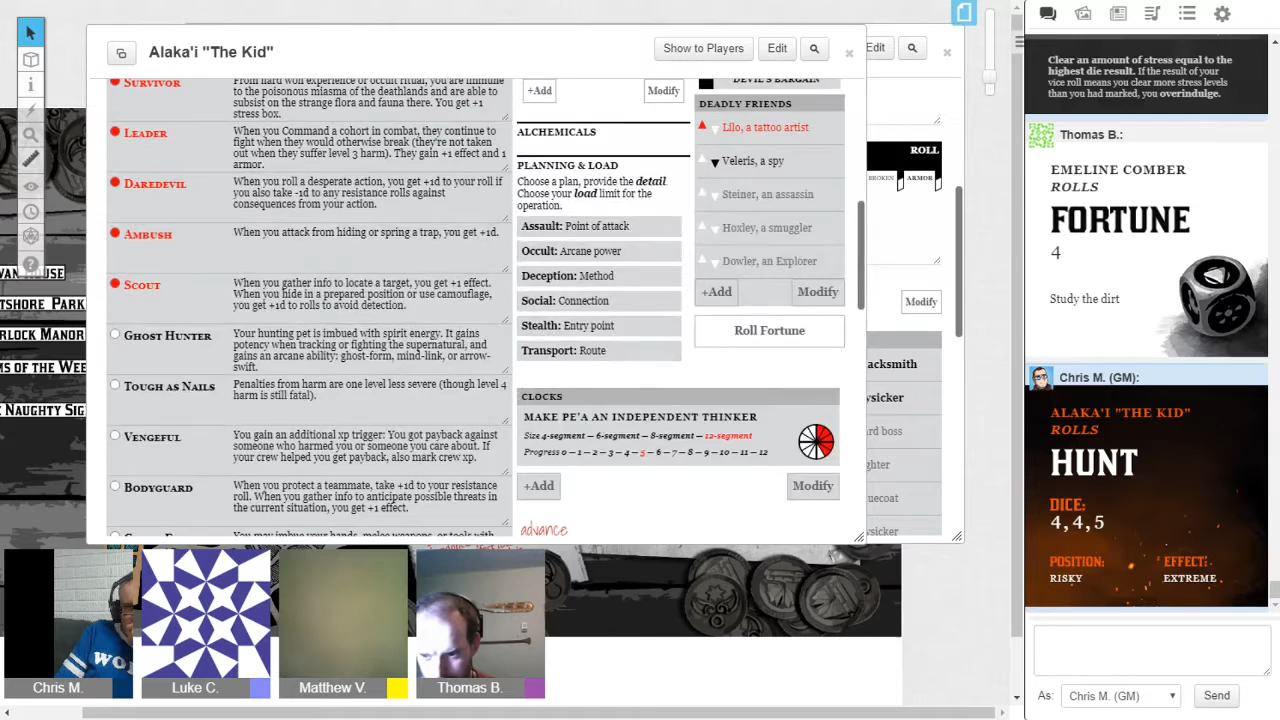 Alaka'i "The Kid"
Show to Players
Edit
Edit
SURVIVOR
From hard won experience or occult ritual, you are immune
to the poisonous miasma of the deathlands and are able to
subsist on the strange flora and fauna there. You get +1
stress box.
LEADER
When you Command a cohort in combat, they continue to
fight when they would otherwise break (they're not taken
out when they suffer level 3 harm). They gain +1 effect and 1
armor.
DAREDEVIL
When you roll a desperate action, you get +1d to your roll if
you also take -1d to any resistance rolls against
consequences from your action.
AMBUSH
When you attack from hiding or spring a trap, you get +1d.
SCOUT
When you gather info to locate a target, you get +1 effect.
When you hide in a prepared position or use camouflage,
you get +1d to rolls to avoid detection.
GHOST HUNTER
Your hunting pet is imbued with spirit energy. It gains
potency when tracking or fighting the supernatural, and
gains an arcane ability: ghost-form, mind-link, or arrow-
swift.
TOUGH AS NAILS
Penalties from harm are one level less severe (though level 4
harm is still fatal).
VENGEFUL
You gain an additional xp trigger: You got payback against
someone who harmed you or someone you care about. If
your crew helped you get payback, also mark crew xp.
BODYGUARD
When you protect a teammate, take +1d to your resistance
roll. When you gather info to anticipate possible threats in
the current situation, you get +1 effect.
+Add
Modify
ALCHEMICALS
PLANNING & LOAD
Choose a plan, provide the detail.
Choose your load limit for the
operation.
Assault: Point of attack
Occult: Arcane power
Deception: Method
Social: Connection
Stealth: Entry point
Transport: Route
DEVIL'S BARGAIN
DEADLY FRIENDS
Lilo, a tattoo artist
Veleris, a spy
Steiner, an assassin
Hoxley, a smuggler
Dowler, an Explorer
+Add
Modify
Roll Fortune
CLOCKS
MAKE PE'A AN INDEPENDENT THINKER
Size 4-segment – 6-segment – 8-segment – 12-segment
Progress 0 – 1 – 2 – 3 – 4 – 5 – 6 – 7 – 8 – 9 – 10 – 11 – 12
+Add
Modify
advance
ROLL
BROKEN
ARMOR
Modify
acksmith
ysicker
rd boss
ghter
uecoat
ysicker
HOUSE
TSHORE PARK
RLOCK MANOR
MS OF THE WEE
E NAUGHTY SIG
Chris M.
Luke C.
Matthew V.
Thomas B.
Clear an amount of stress equal to the
highest die result. If the result of your
vice roll means you clear more stress levels
than you had marked, you overindulge.
Thomas B.:
EMELINE COMBER
ROLLS
FORTUNE
4
Study the dirt
Chris M. (GM):
ALAKA'I "THE KID"
ROLLS
HUNT
DICE:
4, 4, 5
POSITION:
RISKY
EFFECT:
EXTREME
As:
Chris M. (GM)
Send